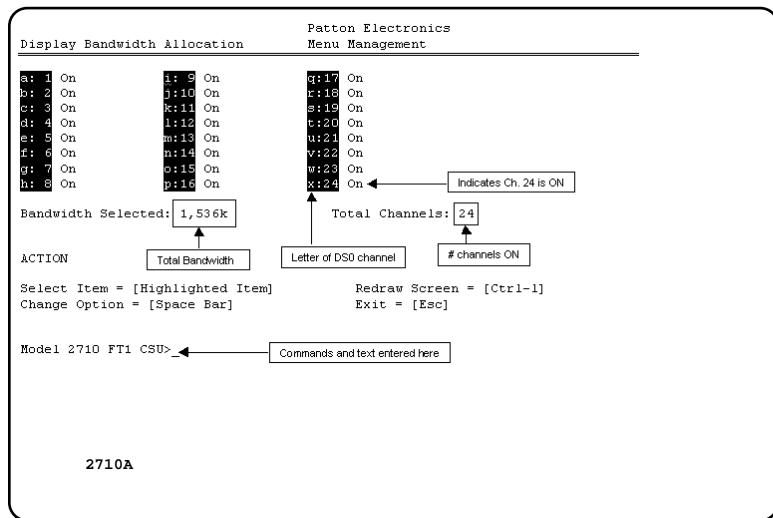 Patton Electronics
Display Bandwidth Allocation Menu Management
a: 1 On i: 9 On q:17 On
b: 2 On j:10 On r:18 On
c: 3 On k:11 On s:19 On
d: 4 On l:12 On t:20 On
e: 5 On m:13 On u:21 On
f: 6 On n:14 On v:22 On
g: 7 On o:15 On w:23 On
h: 8 On p:16 On x:24 On Indicates Ch. 24 is ON
Bandwidth Selected: 1,536k Total Channels: 24
ACTION Total Bandwidth Letter of DS0 channel # channels ON
Select Item = [Highlighted Item] Redraw Screen = [Ctrl-l]
Change Option = [Space Bar] Exit = [Esc]
Model 2710 FT1 CSU>_ Commands and text entered here
2710A